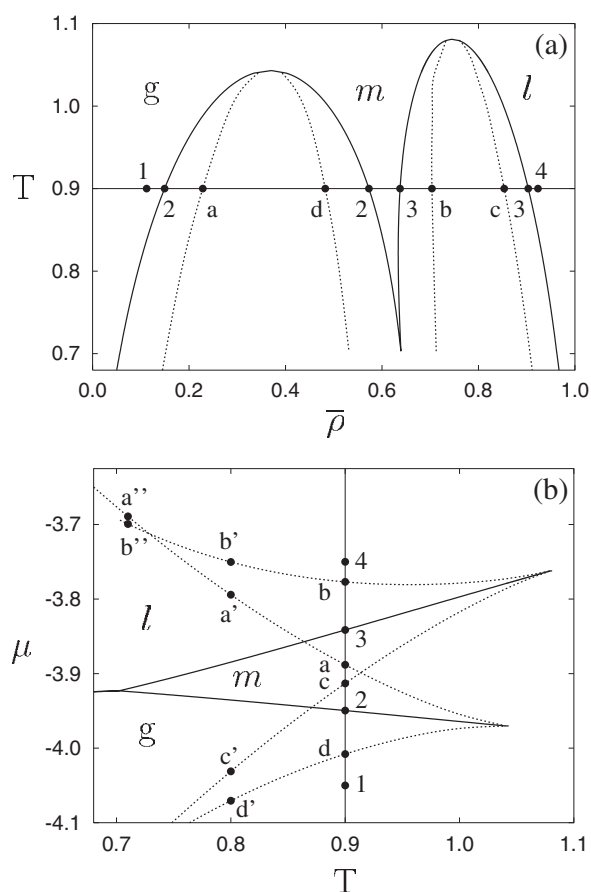 (a)
g
m
l
1.1
1.0
0.9
0.8
0.7
T
1
2
a
d
2
3
b
c
3
4
0.0
0.2
0.4
0.6
0.8
1.0
ρ̅
(b)
-3.7
-3.8
-3.9
-4.0
-4.1
μ
a''
b''
b'
a'
4
b
l
3
a
m
c
2
g
d
c'
1
d'
0.7
0.8
0.9
1.0
1.1
T